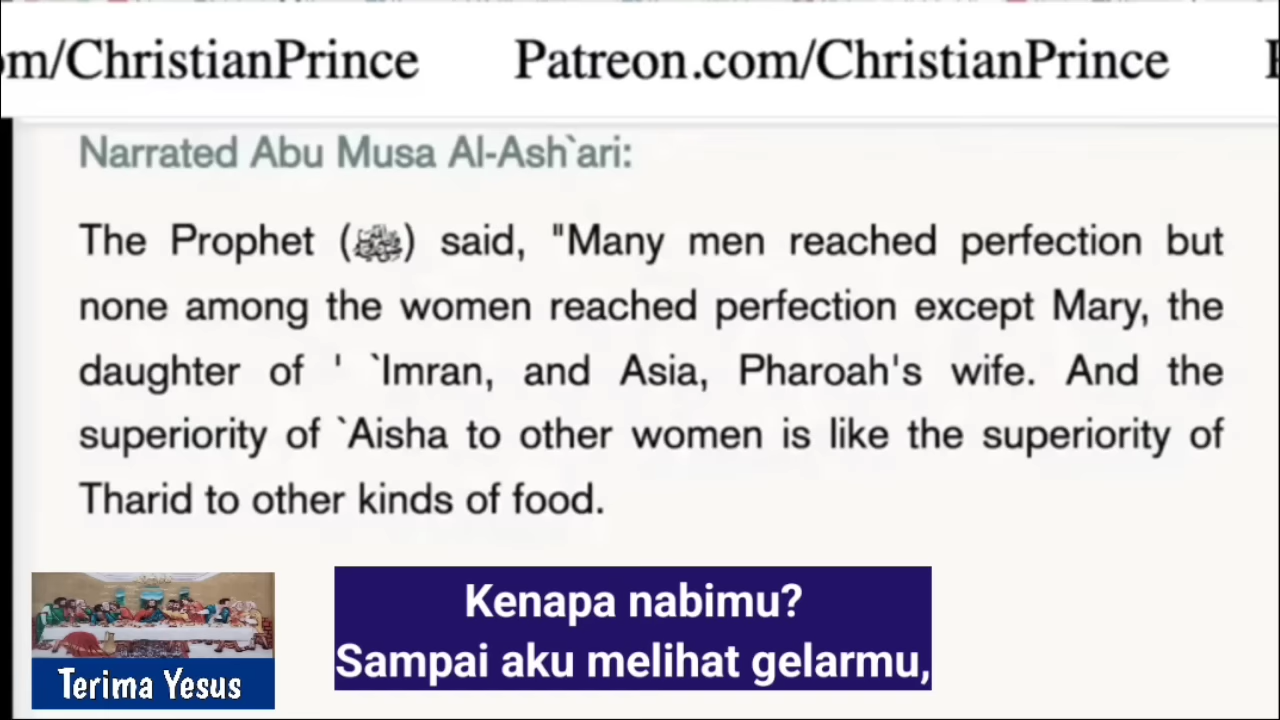 om/ChristianPrince Patreon.com/ChristianPrince
Narrated Abu Musa Al-Ash`ari:
The Prophet (ﷺ) said, "Many men reached perfection but
none among the women reached perfection except Mary, the
daughter of ' `Imran, and Asia, Pharoah's wife. And the
superiority of `Aisha to other women is like the superiority of
Tharid to other kinds of food.
Kenapa nabimu?
Sampai aku melihat gelarmu,
Terima Yesus